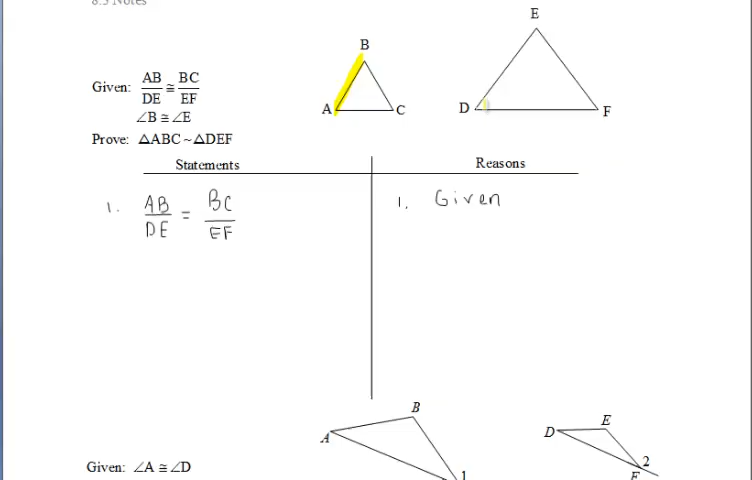 8.3 Notes
E
B
Given: AB/DE ≅ BC/EF
A C
D F
∠B ≅ ∠E
Prove: △ABC ~ △DEF
Statements Reasons
1. AB/DE = BC/EF 1. Given
B
E
A D
2
Given: ∠A ≅ ∠D
1 F